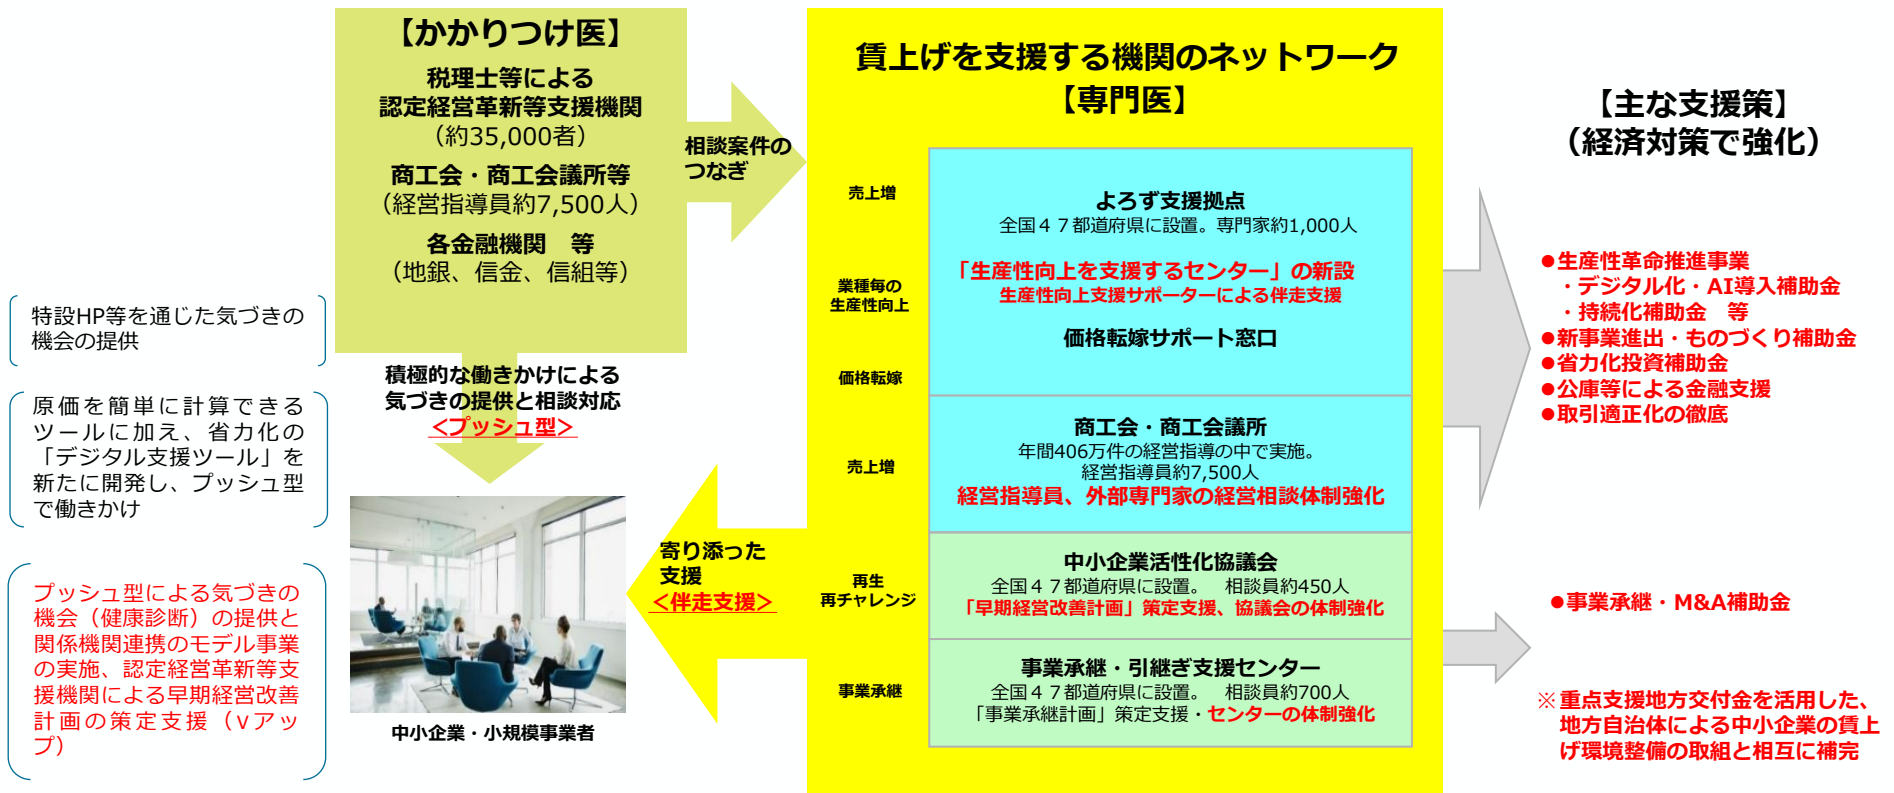 【かかりつけ医】
税理士等による
認定経営革新等支援機関
（約35,000者）
商工会・商工会議所等
（経営指導員約7,500人）
各金融機関　等
（地銀、信金、信組等）
相談案件の
つなぎ
特設HP等を通じた気づきの
機会の提供
原価を簡単に計算できる
ツールに加え、省力化の
「デジタル支援ツール」を
新たに開発し、プッシュ型
で働きかけ
プッシュ型による気づきの
機会（健康診断）の提供と
関係機関連携のモデル事業
の実施、認定経営革新等支
援機関による早期経営改善
計画の策定支援（Vアッ
プ）
積極的な働きかけによる
気づきの提供と相談対応
＜プッシュ型＞
中小企業・小規模事業者
寄り添った
支援
＜伴走支援＞
賃上げを支援する機関のネットワーク
【専門医】
売上増
業種毎の
生産性向上
価格転嫁
よろず支援拠点
全国４７都道府県に設置。専門家約1,000人
「生産性向上を支援するセンター」の新設
生産性向上支援サポーターによる伴走支援
価格転嫁サポート窓口
売上増
商工会・商工会議所
年間406万件の経営指導の中で実施。
経営指導員約7,500人
経営指導員、外部専門家の経営相談体制強化
再生
再チャレンジ
中小企業活性化協議会
全国４７都道府県に設置。　相談員約450人
「早期経営改善計画」策定支援、協議会の体制強化
事業承継
事業承継・引継ぎ支援センター
全国４７都道府県に設置。　相談員約700人
「事業承継計画」策定支援・センターの体制強化
【主な支援策】
（経済対策で強化）
●生産性革命推進事業
・デジタル化・AI導入補助金
・持続化補助金　等
●新事業進出・ものづくり補助金
●省力化投資補助金
●公庫等による金融支援
●取引適正化の徹底
●事業承継・M&A補助金
※重点支援地方交付金を活用した、
地方自治体による中小企業の賃上
げ環境整備の取組と相互に補完